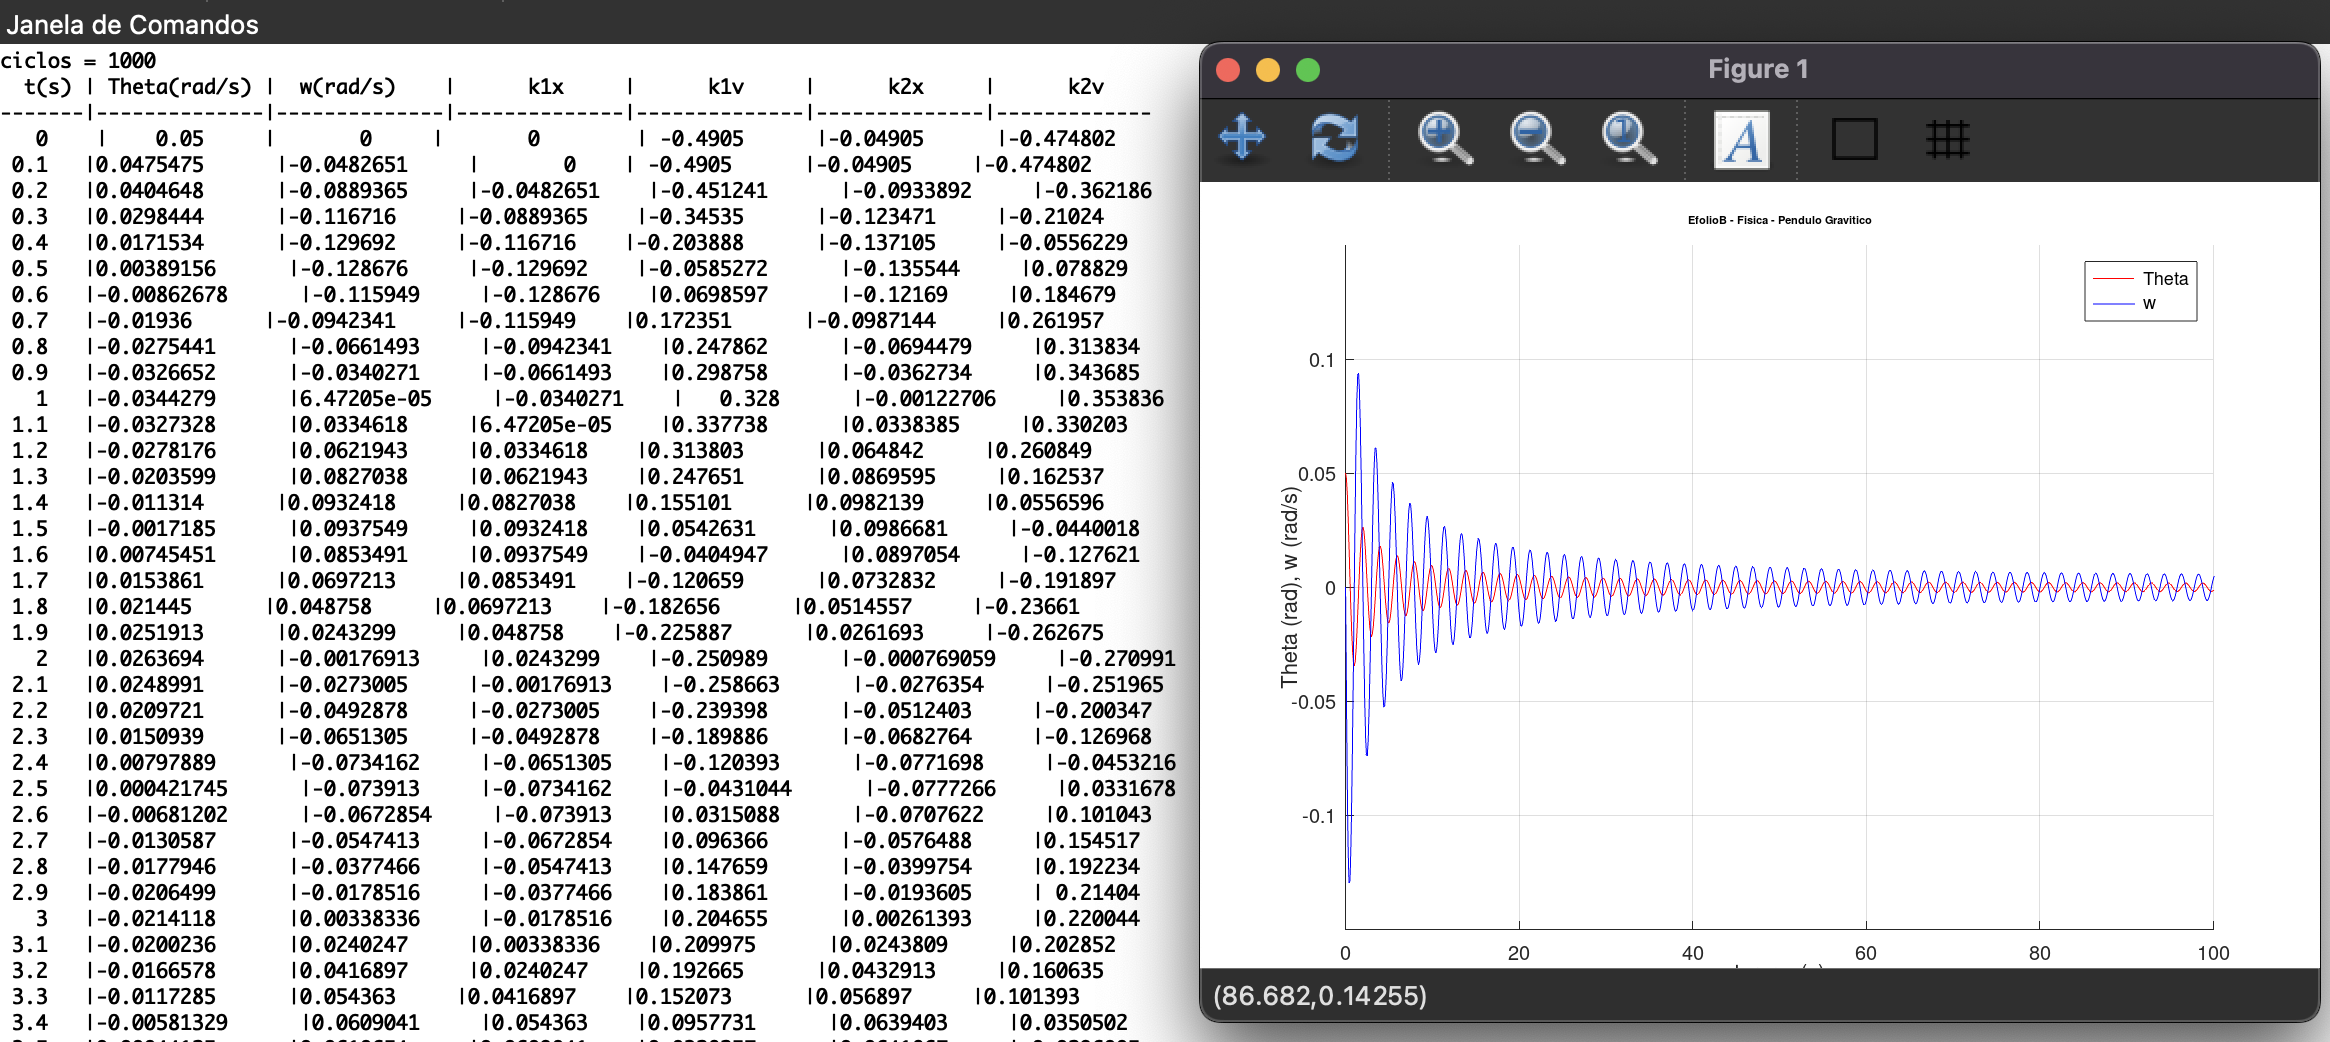 Janela de Comandos
ciclos = 1000
t(s) | Theta(rad/s) | w(rad/s) | k1x | k1v | k2x | k2v
-------|--------------|--------------|--------------|--------------|--------------|-------------
0 | 0.05 | 0 | 0 | -0.4905 |-0.04905 |-0.474802
0.1 |0.0475475 |-0.0482651 | 0 | -0.4905 |-0.04905 |-0.474802
0.2 |0.0404648 |-0.0889365 |-0.0482651 |-0.451241 |-0.0933892 |-0.362186
0.3 |0.0298444 |-0.116716 |-0.0889365 |-0.34535 |-0.123471 |-0.21024
0.4 |0.0171534 |-0.129692 |-0.116716 |-0.203888 |-0.137105 |-0.0556229
0.5 |0.00389156 |-0.128676 |-0.129692 |-0.0585272 |-0.135544 |0.078829
0.6 |-0.00862678 |-0.115949 |-0.128676 |0.0698597 |-0.12169 |0.184679
0.7 |-0.01936 |-0.0942341 |-0.115949 |0.172351 |-0.0987144 |0.261957
0.8 |-0.0275441 |-0.0661493 |-0.0942341 |0.247862 |-0.0694479 |0.313834
0.9 |-0.0326652 |-0.0340271 |-0.0661493 |0.298758 |-0.0362734 |0.343685
1 |-0.0344279 |6.47205e-05 |-0.0340271 | 0.328 |-0.00122706 |0.353836
1.1 |-0.0327328 |0.0334618 |6.47205e-05 |0.337738 |0.0338385 |0.330203
1.2 |-0.0278176 |0.0621943 |0.0334618 |0.313803 |0.064842 |0.260849
1.3 |-0.0203599 |0.0827038 |0.0621943 |0.247651 |0.0869595 |0.162537
1.4 |-0.011314 |0.0932418 |0.0827038 |0.155101 |0.0982139 |0.0556596
1.5 |-0.0017185 |0.0937549 |0.0932418 |0.0542631 |0.0986681 |-0.0440018
1.6 |0.00745451 |0.0853491 |0.0937549 |-0.0404947 |0.0897054 |-0.127621
1.7 |0.0153861 |0.0697213 |0.0853491 |-0.120659 |0.0732832 |-0.191897
1.8 |0.021445 |0.048758 |0.0697213 |-0.182656 |0.0514557 |-0.23661
1.9 |0.0251913 |0.0243299 |0.048758 |-0.225887 |0.0261693 |-0.262675
2 |0.0263694 |-0.00176913 |0.0243299 |-0.250989 |-0.000769059 |-0.270991
2.1 |0.0248991 |-0.0273005 |-0.00176913 |-0.258663 |-0.0276354 |-0.251965
2.2 |0.0209721 |-0.0492878 |-0.0273005 |-0.239398 |-0.0512403 |-0.200347
2.3 |0.0150939 |-0.0651305 |-0.0492878 |-0.189886 |-0.0682764 |-0.126968
2.4 |0.00797889 |-0.0734162 |-0.0651305 |-0.120393 |-0.0771698 |-0.0453216
2.5 |0.000421745 |-0.073913 |-0.0734162 |-0.0431044 |-0.0777266 |0.0331678
2.6 |-0.00681202 |-0.0672854 |-0.073913 |0.0315088 |-0.0707622 |0.101043
2.7 |-0.0130587 |-0.0547413 |-0.0672854 |0.096366 |-0.0576488 |0.154517
2.8 |-0.0177946 |-0.0377466 |-0.0547413 |0.147659 |-0.0399754 |0.192234
2.9 |-0.0206499 |-0.0178516 |-0.0377466 |0.183861 |-0.0193605 | 0.21404
3 |-0.0214118 |0.00338336 |-0.0178516 |0.204655 |0.00261393 |0.220044
3.1 |-0.0200236 |0.0240247 |0.00338336 |0.209975 |0.0243809 |0.202852
3.2 |-0.0166578 |0.0416897 |0.0240247 |0.192665 |0.0432913 |0.160635
3.3 |-0.0117285 |0.054363 |0.0416897 |0.152073 |0.056897 |0.101393
3.4 |-0.00581329 |0.0609041 |0.054363 |0.0957731 |0.0639403 |0.0350502
Figure 1
EfolioB - Fisica - Pendulo Gravitico
Theta
w
Theta (rad), w (rad/s)
0.1
0.05
0
-0.05
-0.1
0 20 40 60 80 100
(86.682,0.14255)